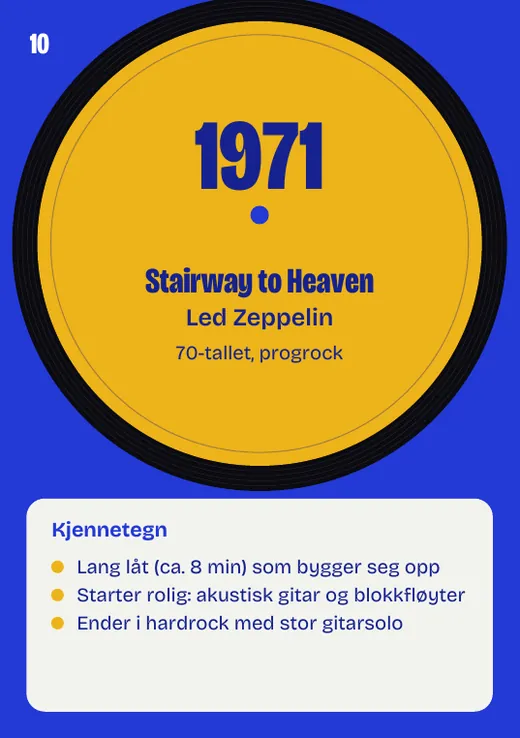 10
1971
Stairway to Heaven
Led Zeppelin
70-tallet, progrock
Kjennetegn
Lang låt (ca. 8 min) som bygger seg opp
Starter rolig: akustisk gitar og blokkfløyter
Ender i hardrock med stor gitarsolo